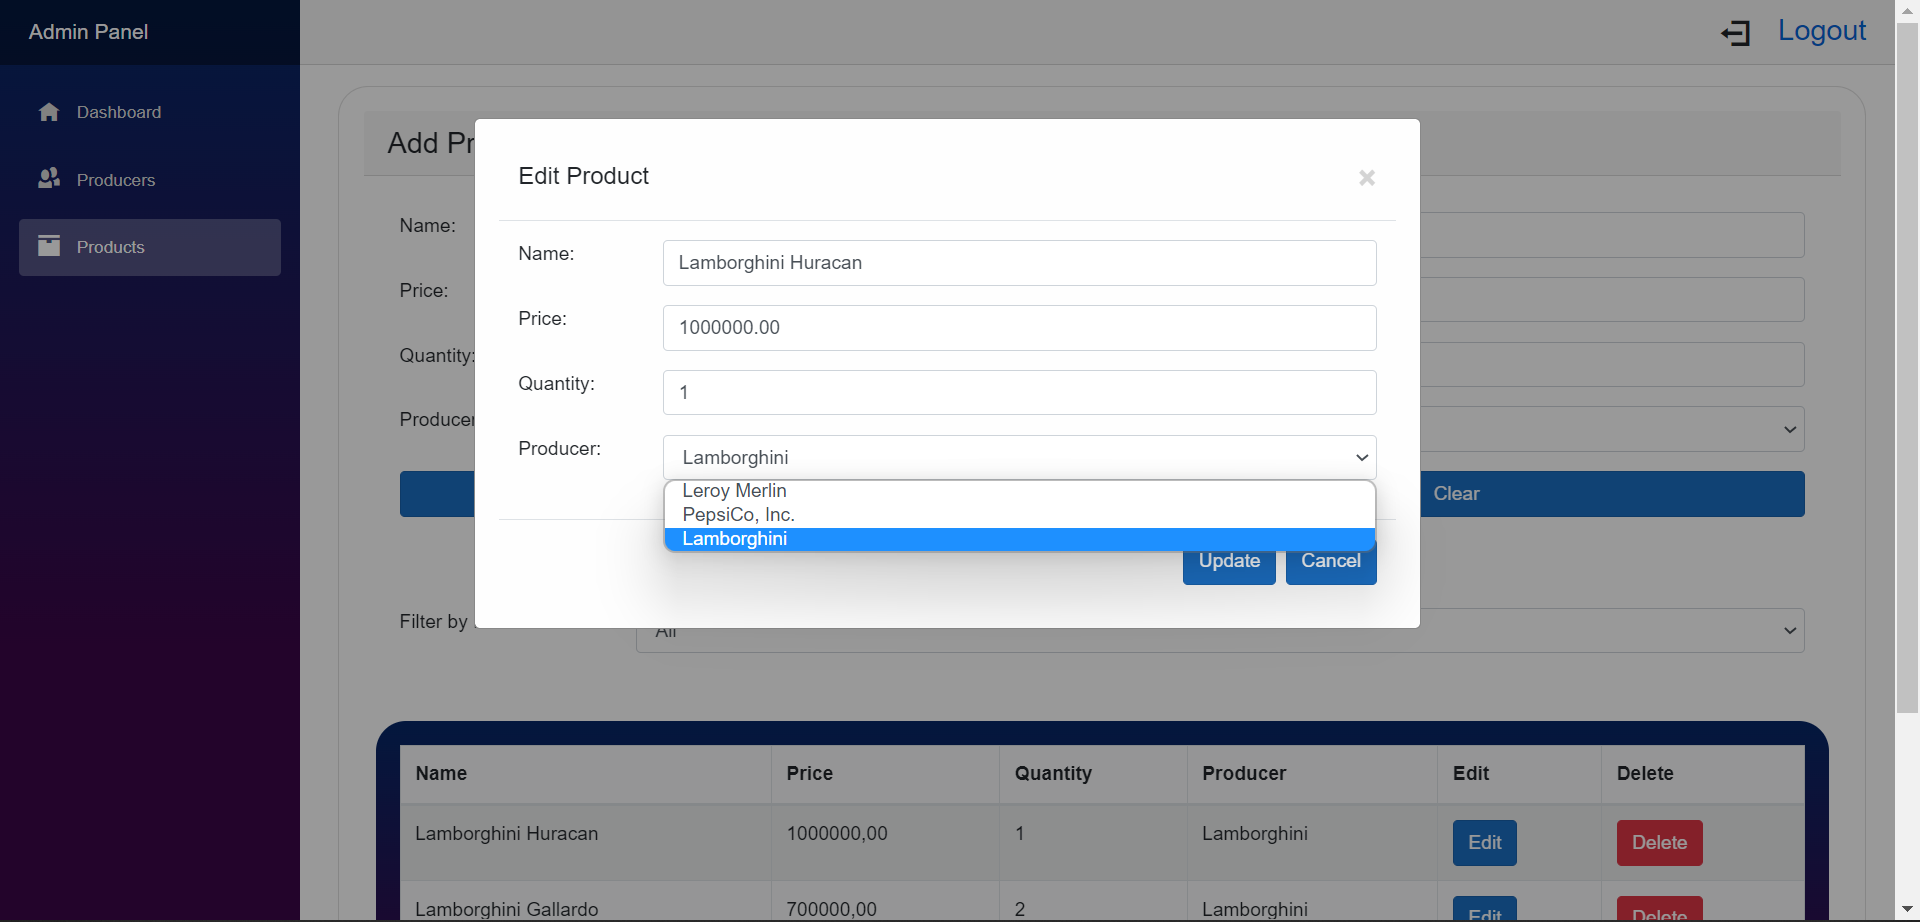 Admin Panel
Logout
Dashboard
Producers
Products
Add Pr
Name:
Price:
Quantity:
Producer
Clear
Edit Product
×
Name:
Lamborghini Huracan
Price:
1000000.00
Quantity:
1
Producer:
Lamborghini
Leroy Merlin
PepsiCo, Inc.
Lamborghini
Update Cancel
Filter by
All
Name Price Quantity Producer Edit Delete
Lamborghini Huracan 1000000,00 1 Lamborghini Edit Delete
Lamborghini Gallardo 700000,00 2 Lamborghini Edit Delete